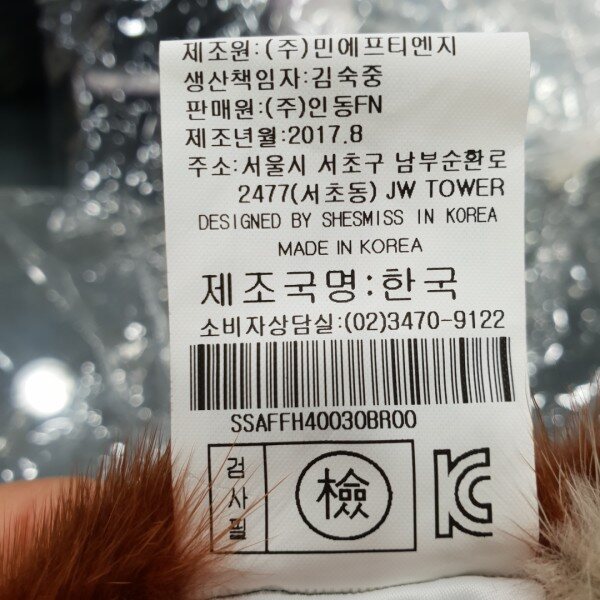 제조원:(주)민에프티엔지
생산책임자:김숙중
판매원:(주)인동FN
제조년월:2017.8
주소:서울시 서초구 남부순환로
2477(서초동) JW TOWER
DESIGNED BY SHESMISS IN KOREA
MADE IN KOREA
제조국명:한국
소비자상담실:(02)3470-9122
SSAFFH40030BR00
검사필
檢
KC